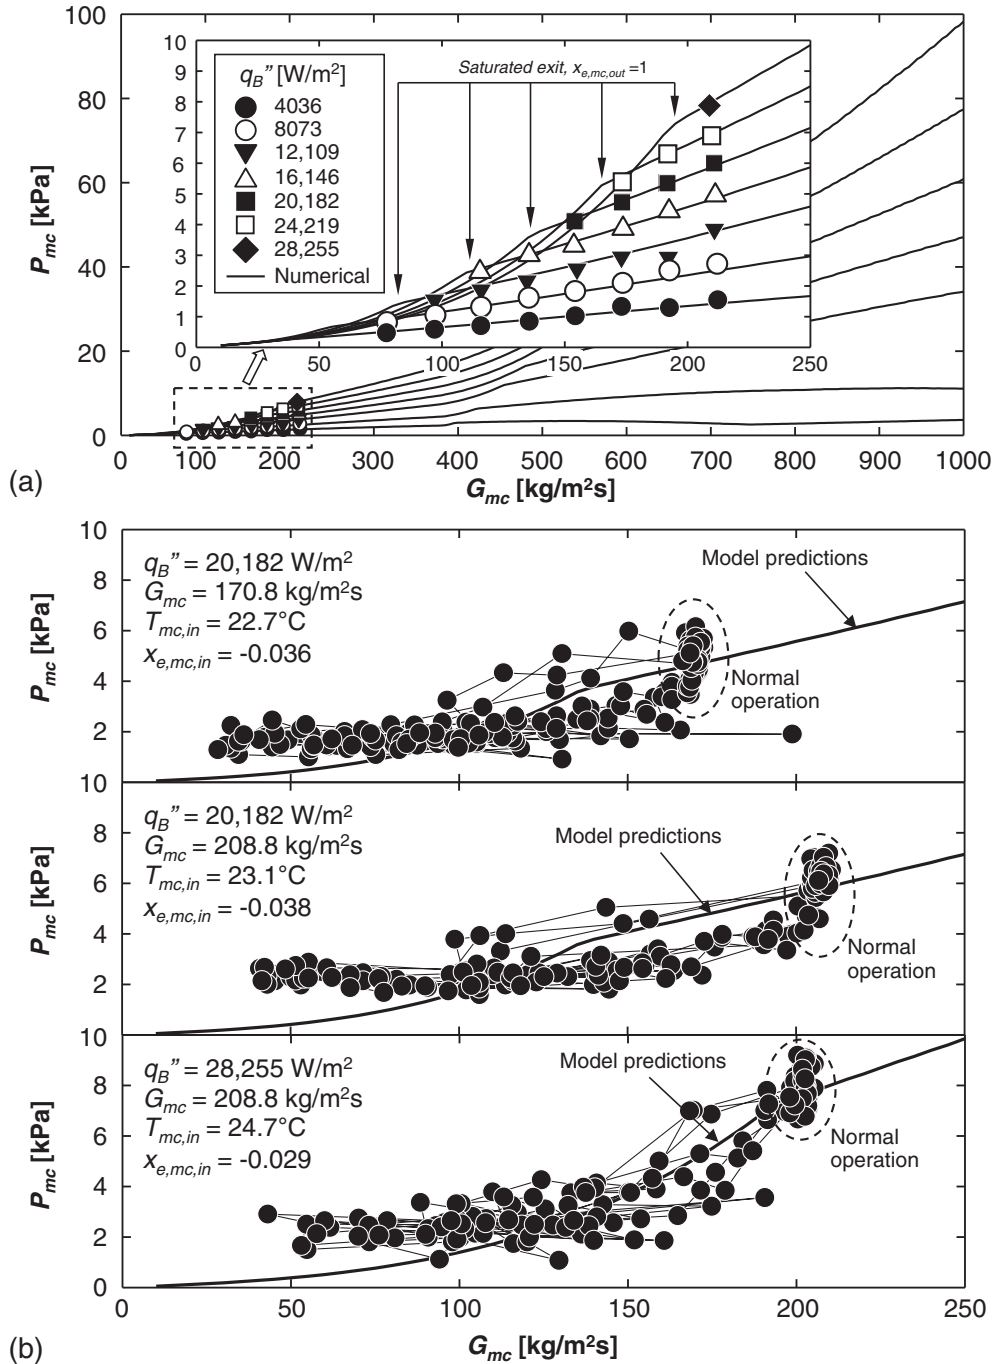 (a)
P_mc [kPa]
100
80
60
40
20
0
10
9
8
7
6
5
4
3
2
1
0
q_B” [W/m²]
4036
8073
12,109
16,146
20,182
24,219
28,255
Numerical
Saturated exit, x_e,mc,out =1
0 50 100 150 200 250
0 100 200 300 400 500 600 700 800 900 1000
G_mc [kg/m²s]
10
8
6
4
2
P_mc [kPa]
q_B” = 20,182 W/m²
G_mc = 170.8 kg/m²s
T_mc,in = 22.7°C
x_e,mc,in = -0.036
Model predictions
Normal
operation
10
8
6
4
2
P_mc [kPa]
q_B” = 20,182 W/m²
G_mc = 208.8 kg/m²s
T_mc,in = 23.1°C
x_e,mc,in = -0.038
Model predictions
Normal
operation
10
8
6
4
2
0
P_mc [kPa]
q_B” = 28,255 W/m²
G_mc = 208.8 kg/m²s
T_mc,in = 24.7°C
x_e,mc,in = -0.029
Model predictions
Normal
operation
0 50 100 150 200 250
G_mc [kg/m²s]
(b)